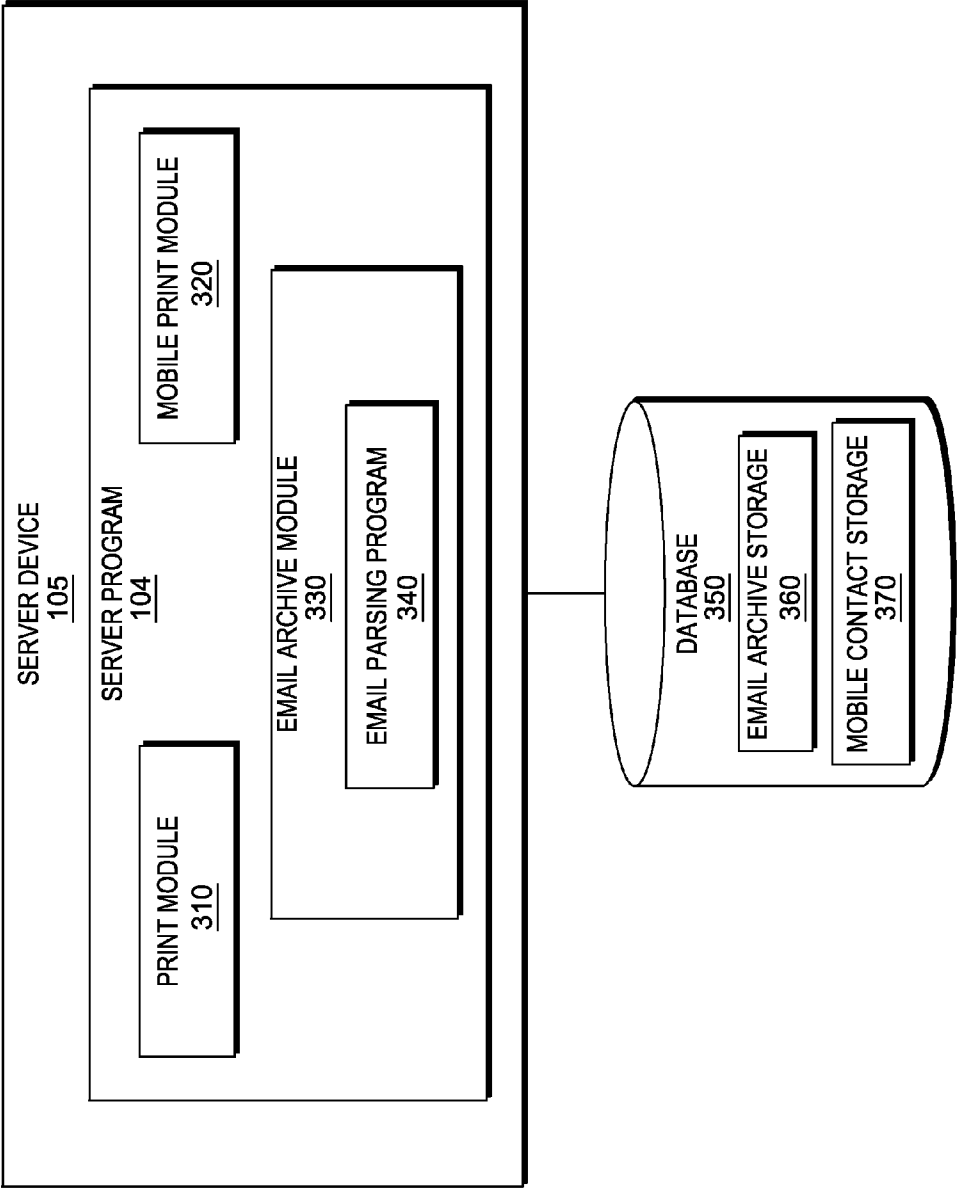 SERVER DEVICE
105
SERVER PROGRAM
104
PRINT MODULE
310
MOBILE PRINT MODULE
320
EMAIL ARCHIVE MODULE
330
EMAIL PARSING PROGRAM
340
DATABASE
350
EMAIL ARCHIVE STORAGE
360
MOBILE CONTACT STORAGE
370